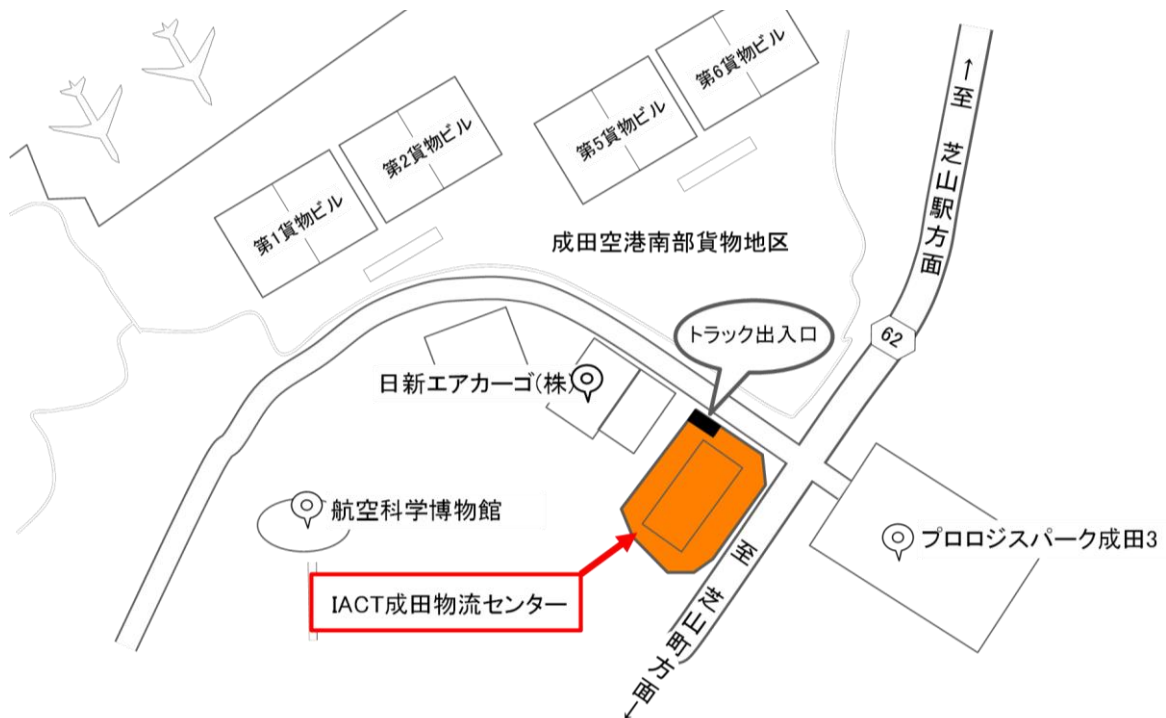 第6貨物ビル
第5貨物ビル
第2貨物ビル
第1貨物ビル
←至 芝山駅方面
成田空港南部貨物地区
トラック出入口
62
日新エアカーゴ(株)
航空科学博物館
プロロジスパーク成田3
IACT成田物流センター
至 芝山町方面→